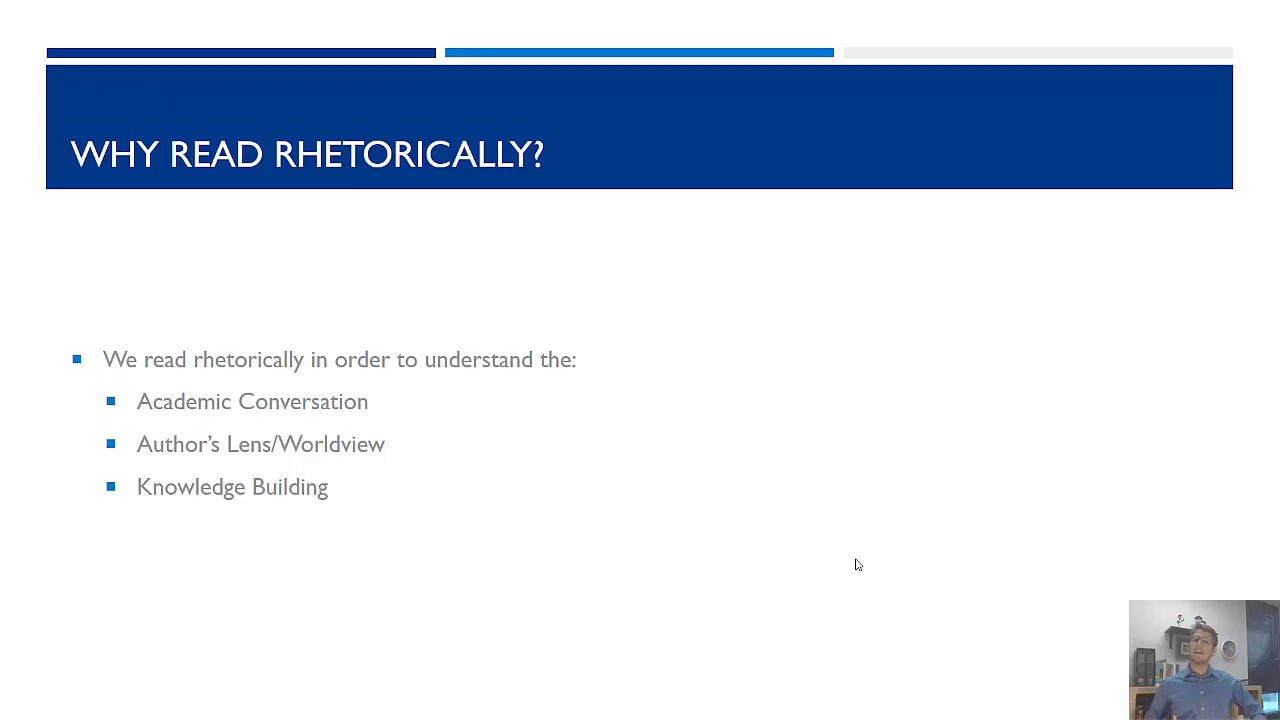 WHY READ RHETORICALLY?
We read rhetorically in order to understand the:
Academic Conversation
Author's Lens/Worldview
Knowledge Building